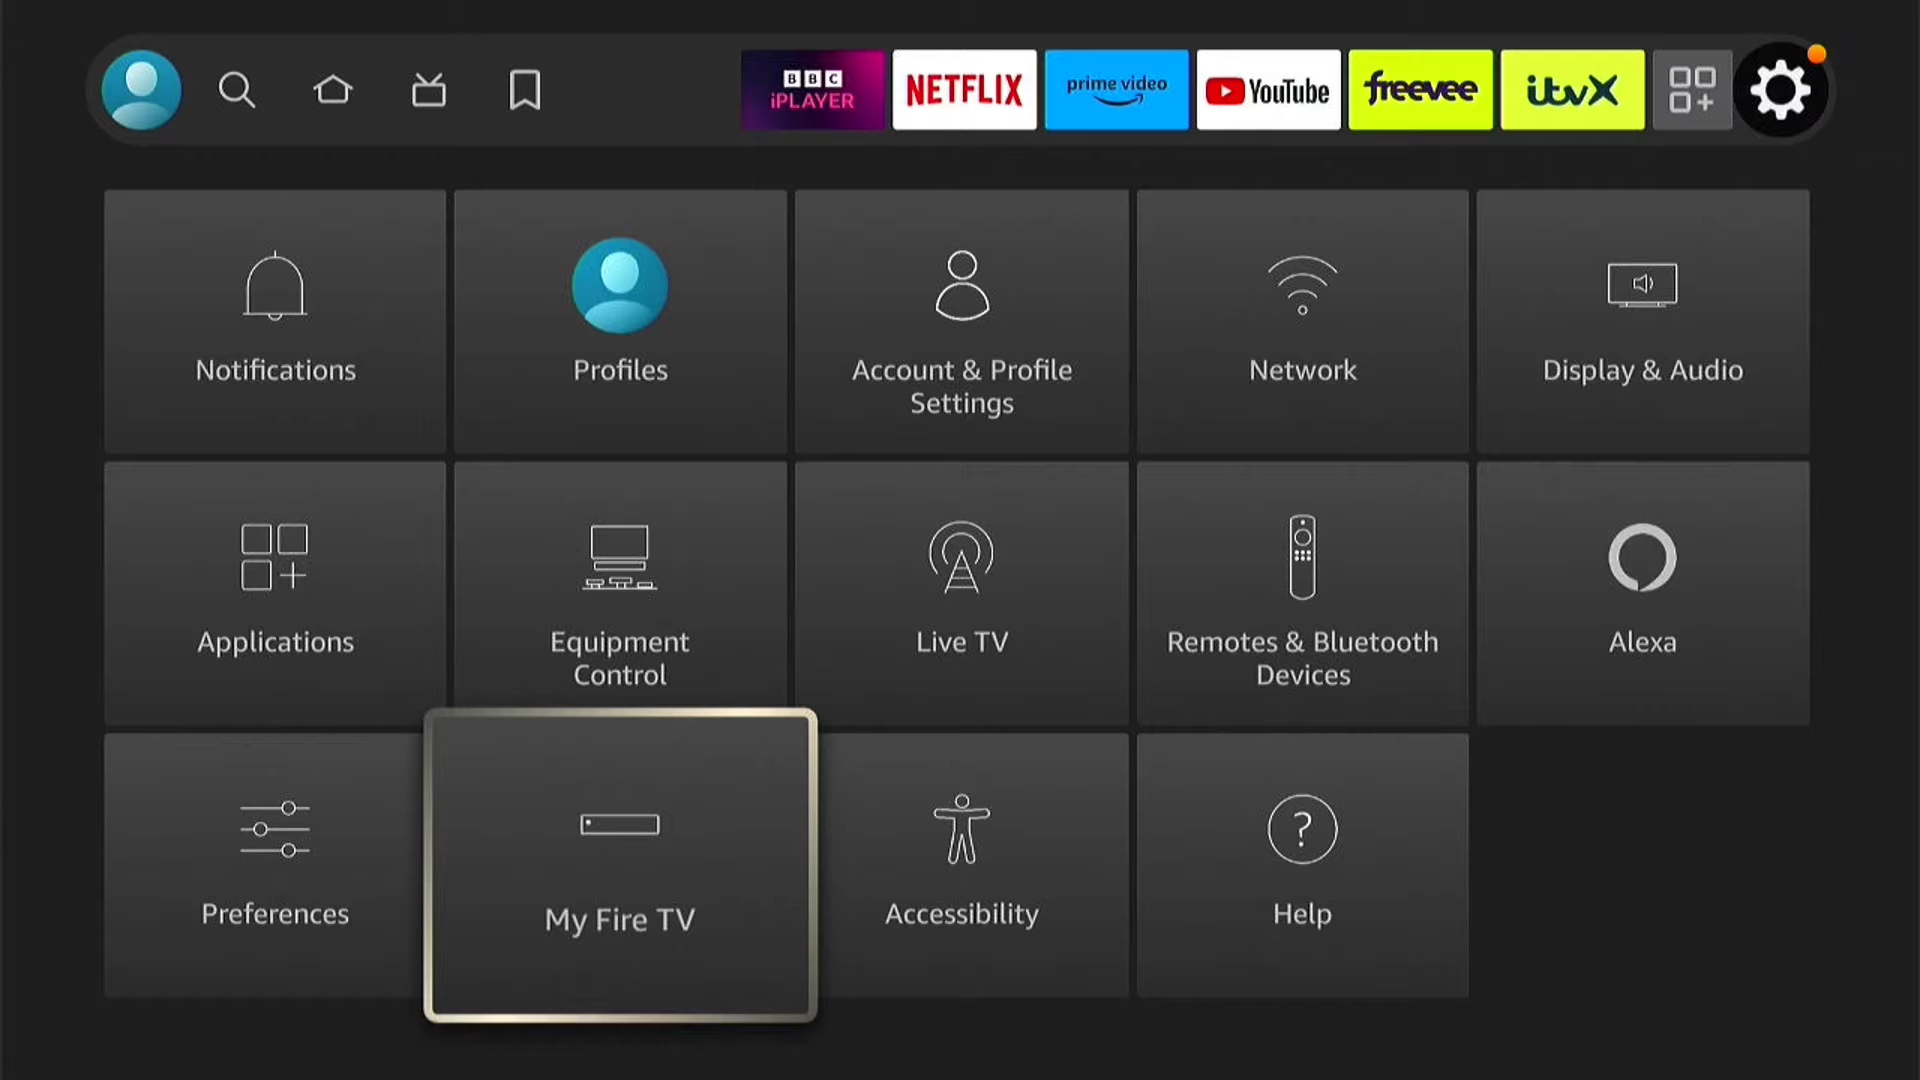 BBC
iPLAYER
NETFLIX
prime video
YouTube
freevee
itvX
Notifications
Profiles
Account & Profile
Settings
Network
Display & Audio
Applications
Equipment
Control
Live TV
Remotes & Bluetooth
Devices
Alexa
Preferences
My Fire TV
Accessibility
?
Help